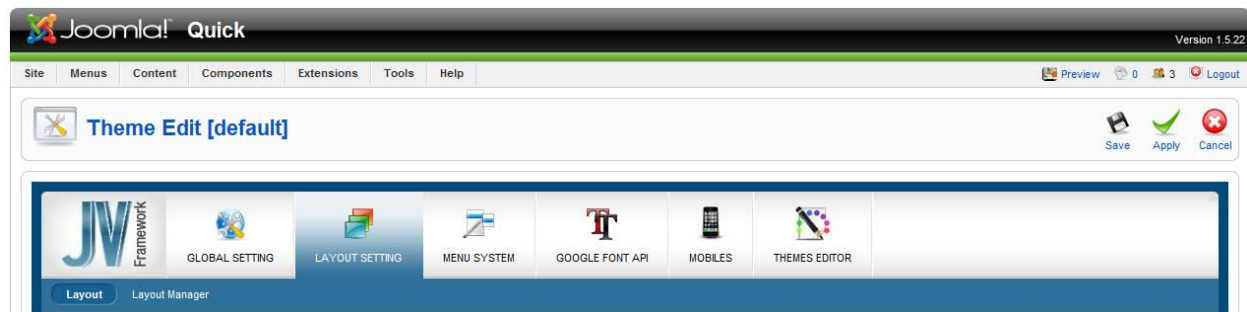 Joomla! Quick
Version 1.5.22
Site Menus Content Components Extensions Tools Help
Preview 0 3 Logout
Theme Edit [default]
Save Apply Cancel
JV Framework
GLOBAL SETTING LAYOUT SETTING MENU SYSTEM GOOGLE FONT API MOBILES THEMES EDITOR
Layout Layout Manager